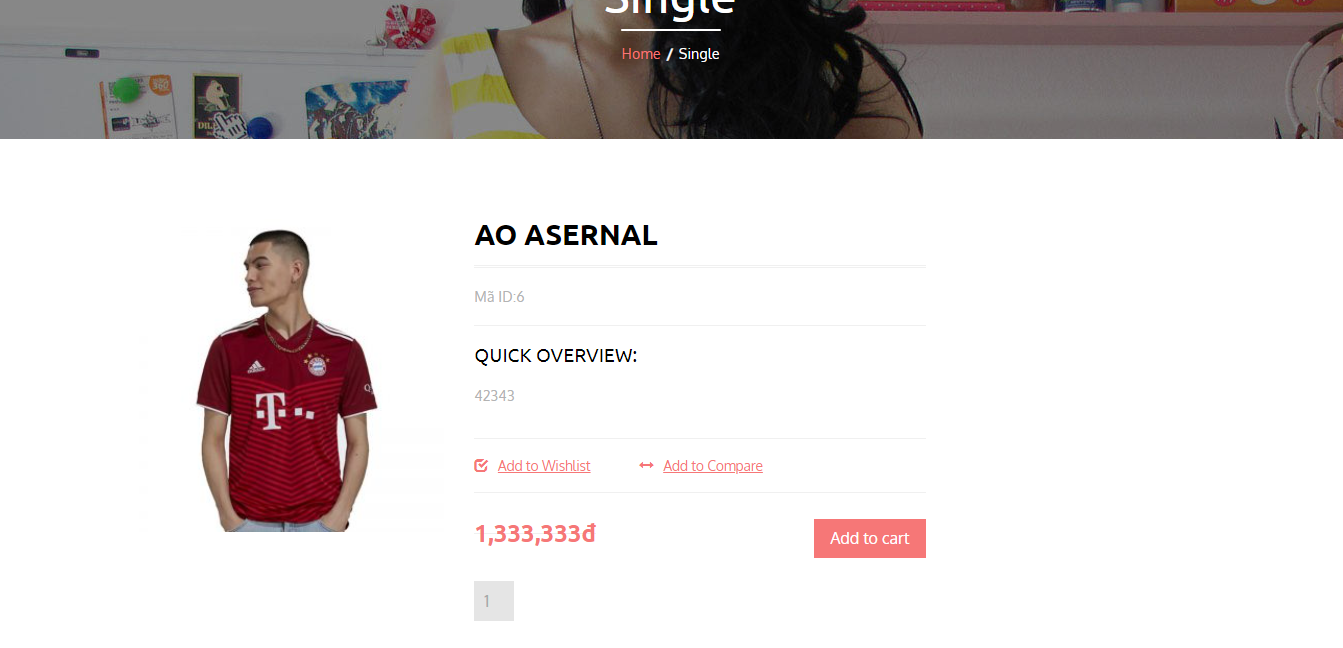 Single
Home / Single
AO ASERNAL
Mã ID:6
QUICK OVERVIEW:
42343
Add to Wishlist
Add to Compare
1,333,333đ
Add to cart
1
adidas
T